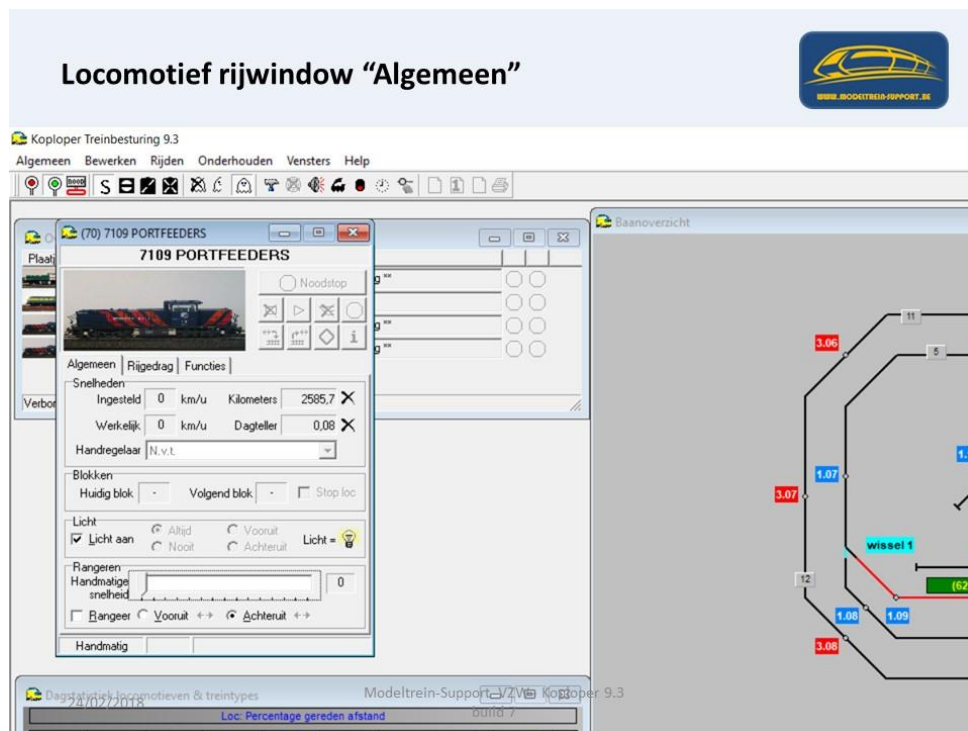 Locomotief rijwindow “Algemeen”
WWW.MODELTREIN-SUPPORT.BE
Koploper Treinbesturing 9.3
Algemeen Bewerken Rijden Onderhouden Vensters Help
(70) 7109 PORTFEEDERS
Baanoverzicht
7109 PORTFEEDERS
Noodstop
Algemeen Rijgedrag Functies
Snelheden
Ingesteld 0 km/u Kilometers 2585,7
Werkelijk 0 km/u Dagteller 0,08
Handregelaar N.v.t.
Blokken
Huidig blok - Volgend blok - Stop loc
Licht
Licht aan Altijd Vooruit
Nooit Achteruit Licht =
Rangeren
Handmatige snelheid 0
Rangeer Vooruit Achteruit
Handmatig
11
3.06
5
1.07
3.07
wissel 1
12
(62
1.08 1.09
3.08
Dagstatistiek locomotieven & treintypes
Loc: Percentage gereden afstand
24/02/2018
Modeltrein-Support VZW Koploper 9.3
build 7